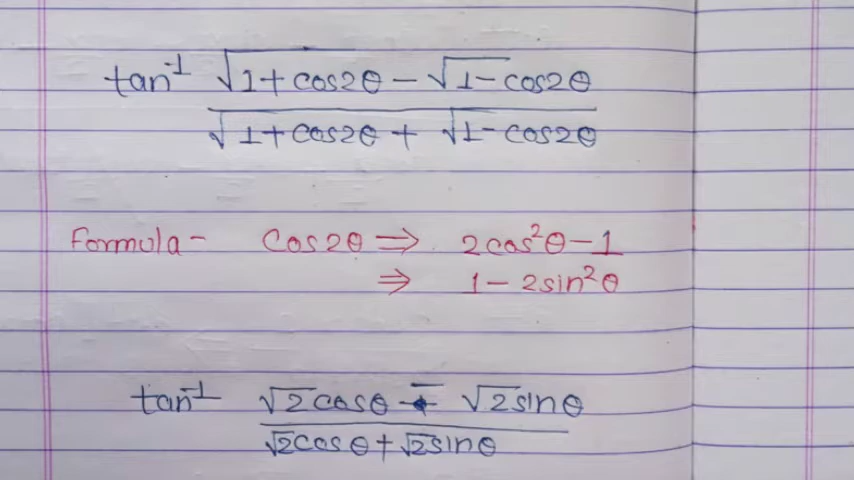 tan⁻¹ √1+cos2θ − √1−cos2θ
√1+cos2θ + √1−cos2θ
Formula− cos2θ ⇒ 2cos²θ−1
⇒ 1−2sin²θ
tan⁻¹ √2cosθ − √2sinθ
√2cosθ+√2sinθ